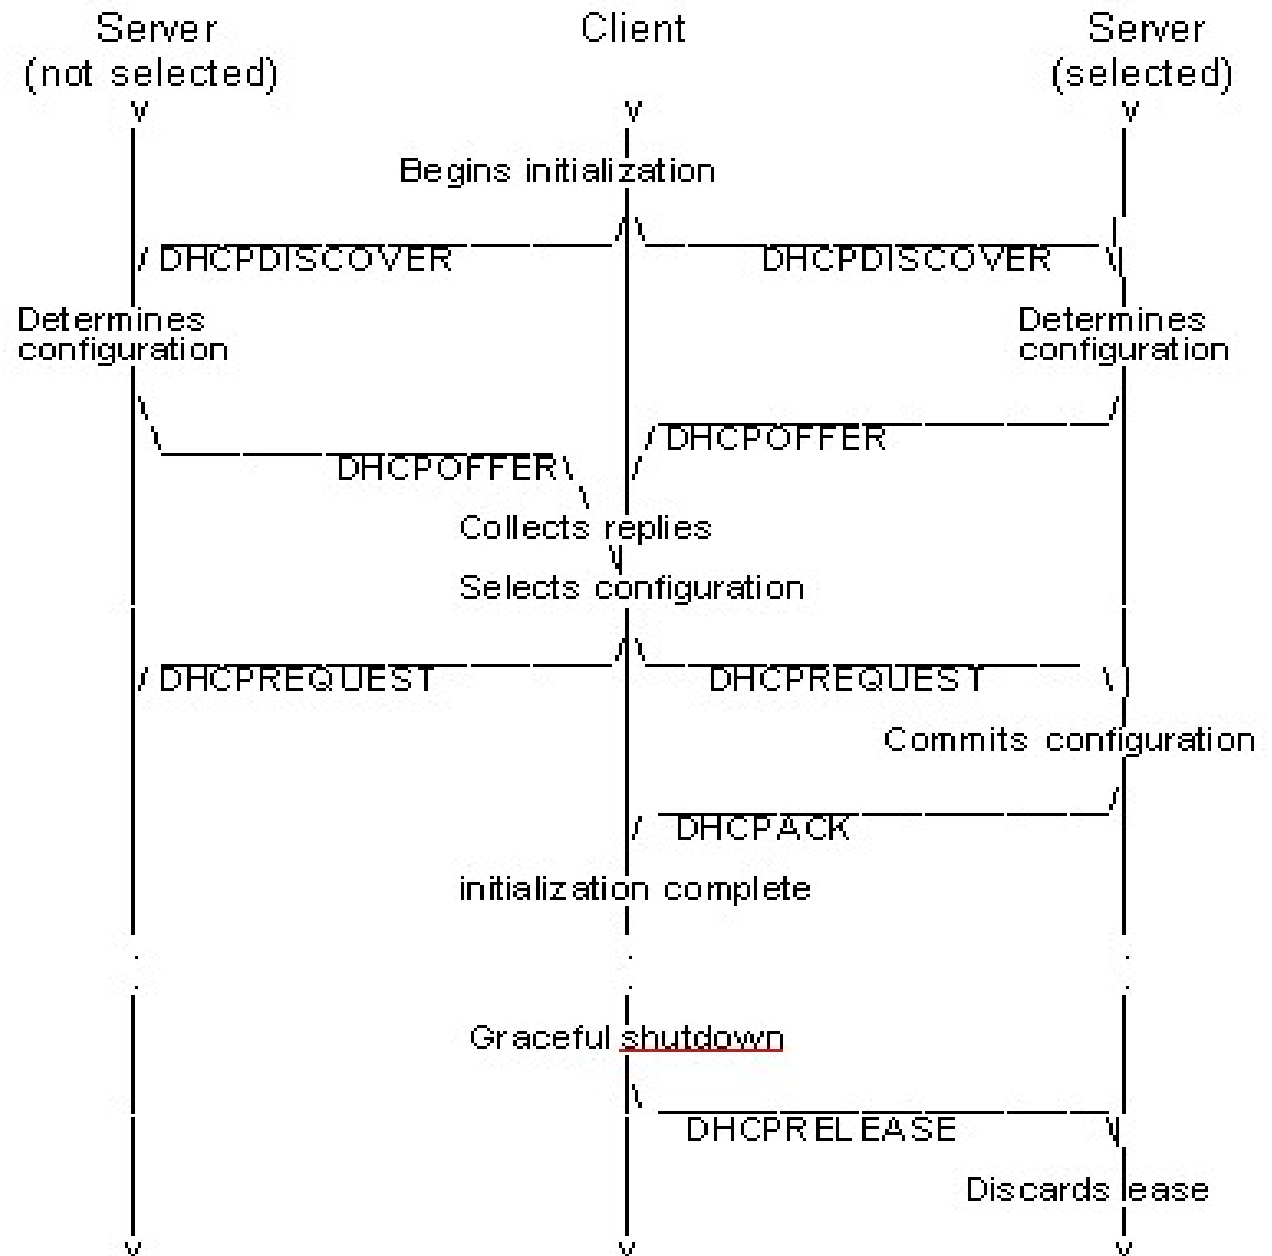 Server Client Server
(not selected) (selected)
v v v
Begins initialization
DHCPDISCOVER DHCPDISCOVER
Determines Determines
configuration configuration
DHCPOFFER
DHCPOFFER
Collects replies
Selects configuration
DHCPREQUEST DHCPREQUEST
Commits configuration
DHCPACK
initialization complete
Graceful shutdown
DHCPRELEASE
Discards lease
v v v